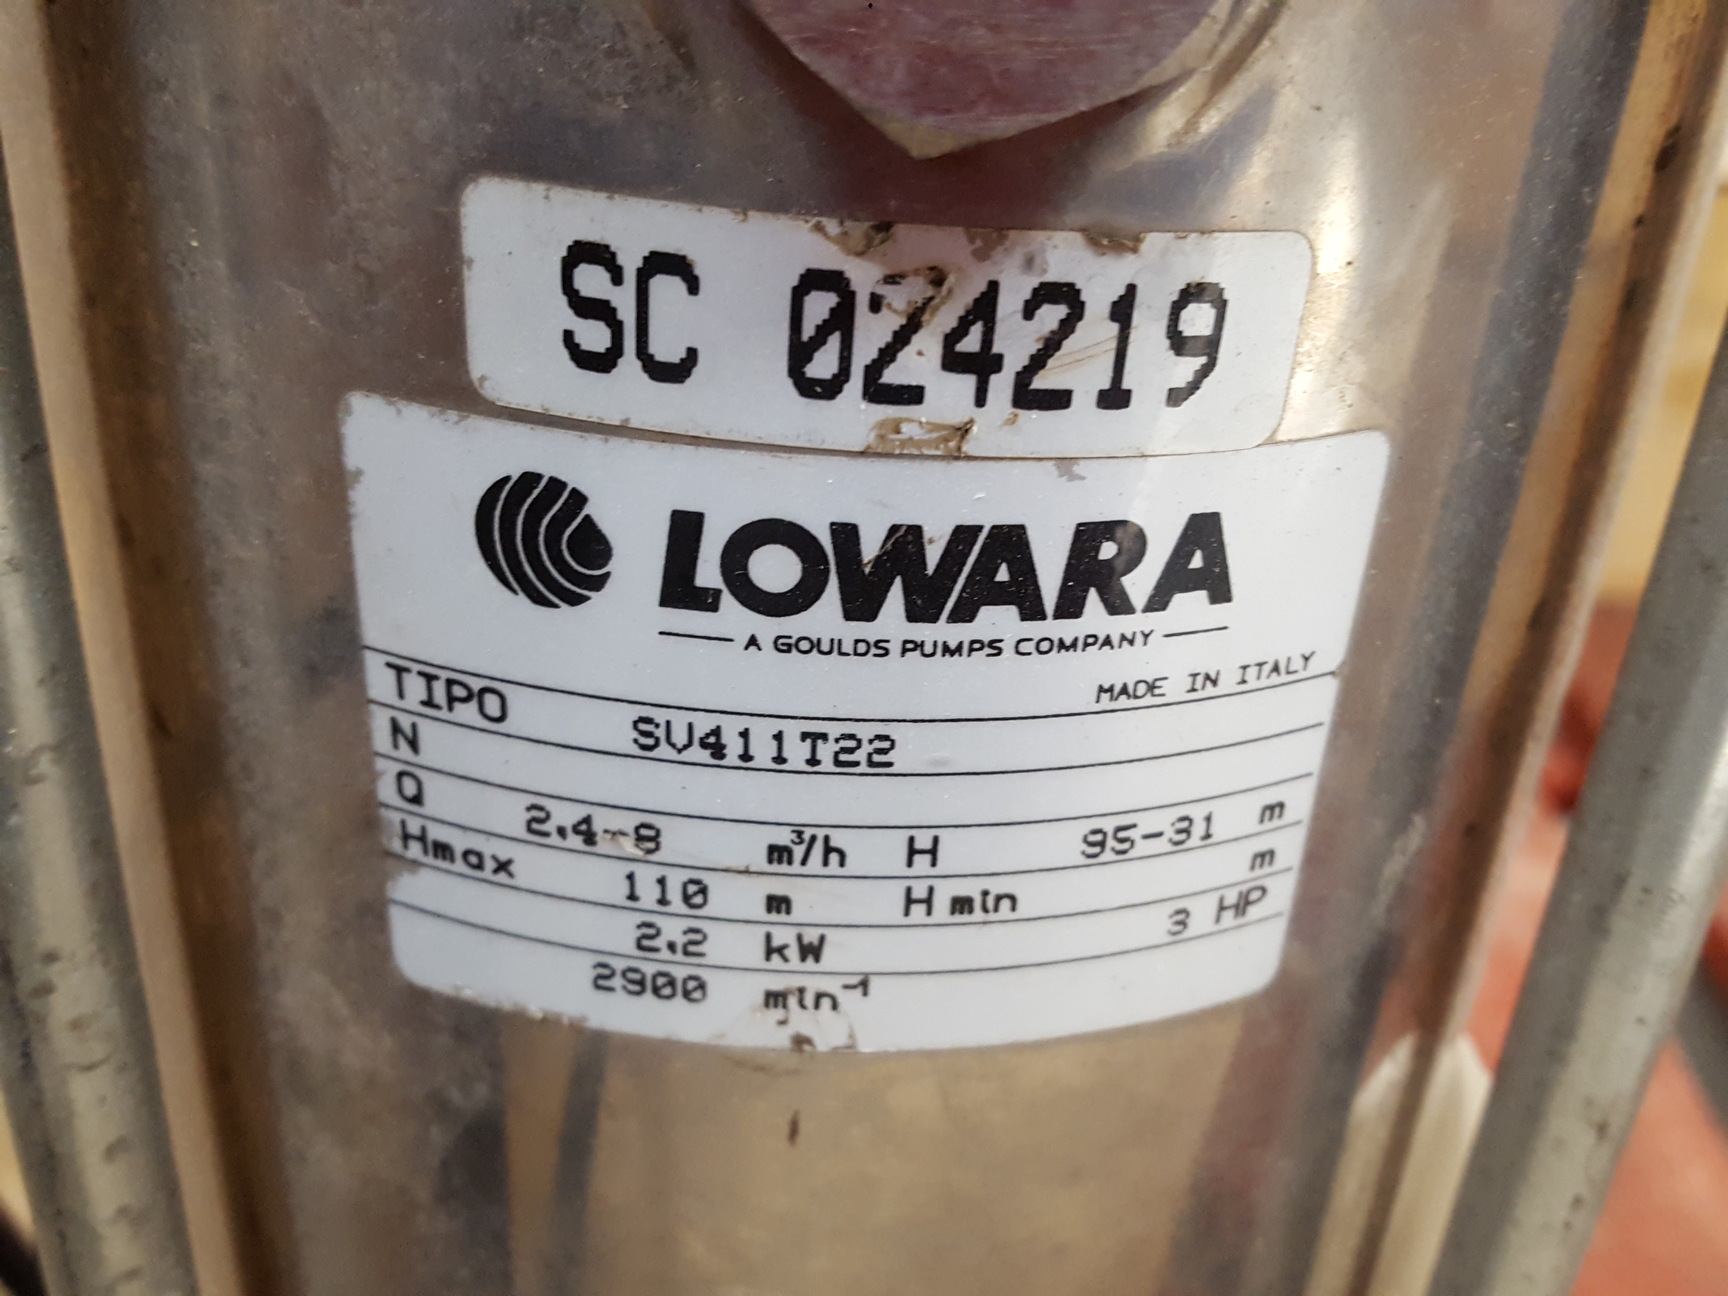 SC 024219
LOWARA
A GOULDS PUMPS COMPANY
MADE IN ITALY
TIPO SV411T22
N
Q 2.4-8 m³/h H 95-31 m
Hmax 110 m Hmin m
2.2 kW 3 HP
2900 min⁻¹